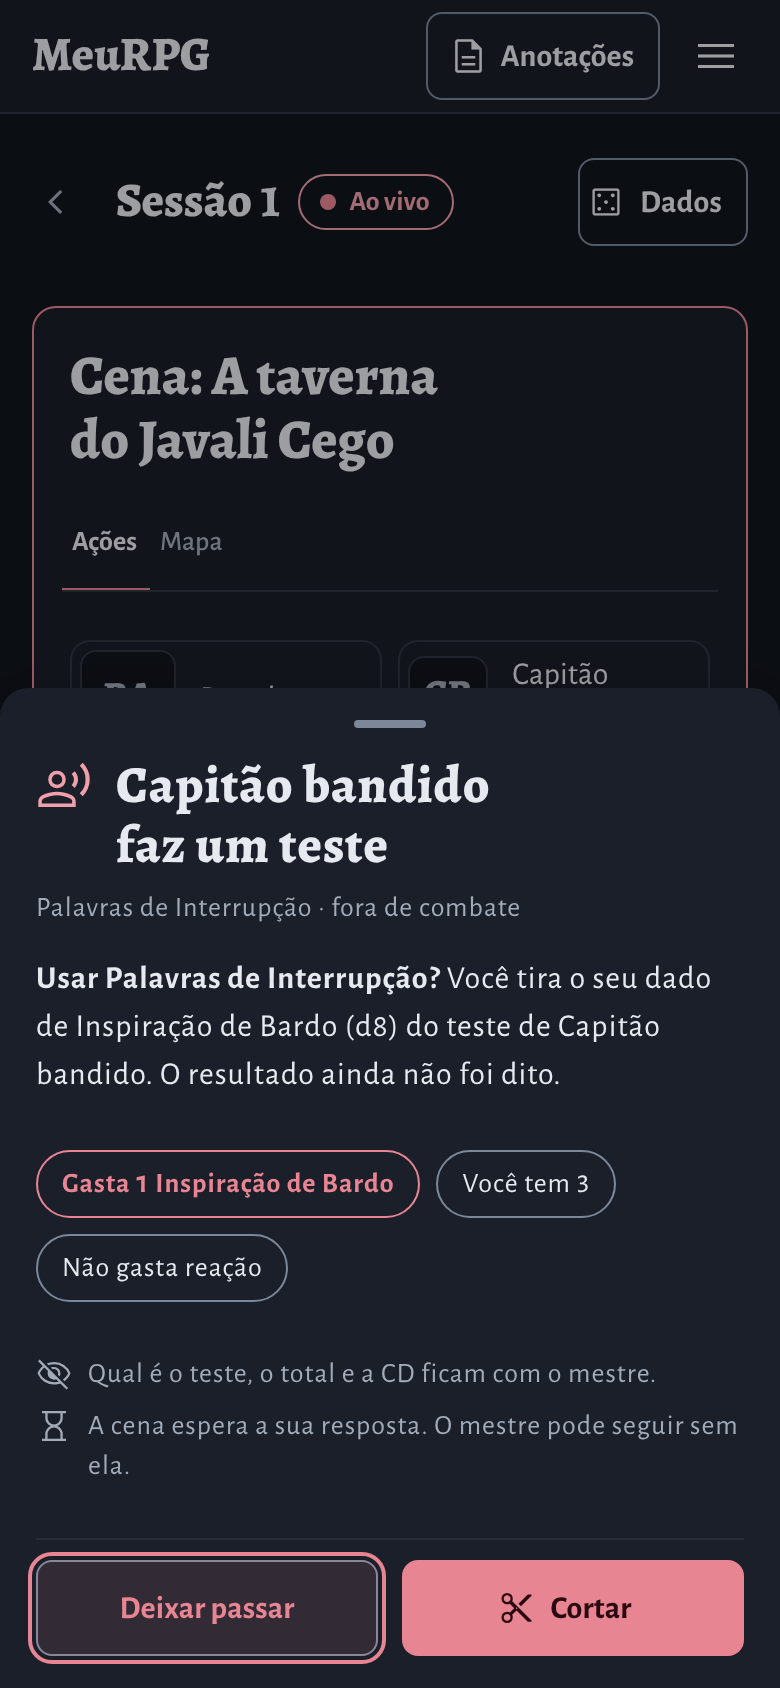 MeuRPG
Anotações
Sessão 1
Ao vivo
Dados
Cena: A taverna
do Javali Cego
Ações
Mapa
Capitão
Capitão bandido
faz um teste
Palavras de Interrupção · fora de combate
Usar Palavras de Interrupção? Você tira o seu dado
de Inspiração de Bardo (d8) do teste de Capitão
bandido. O resultado ainda não foi dito.
Gasta 1 Inspiração de Bardo
Você tem 3
Não gasta reação
Qual é o teste, o total e a CD ficam com o mestre.
A cena espera a sua resposta. O mestre pode seguir sem
ela.
Deixar passar
Cortar